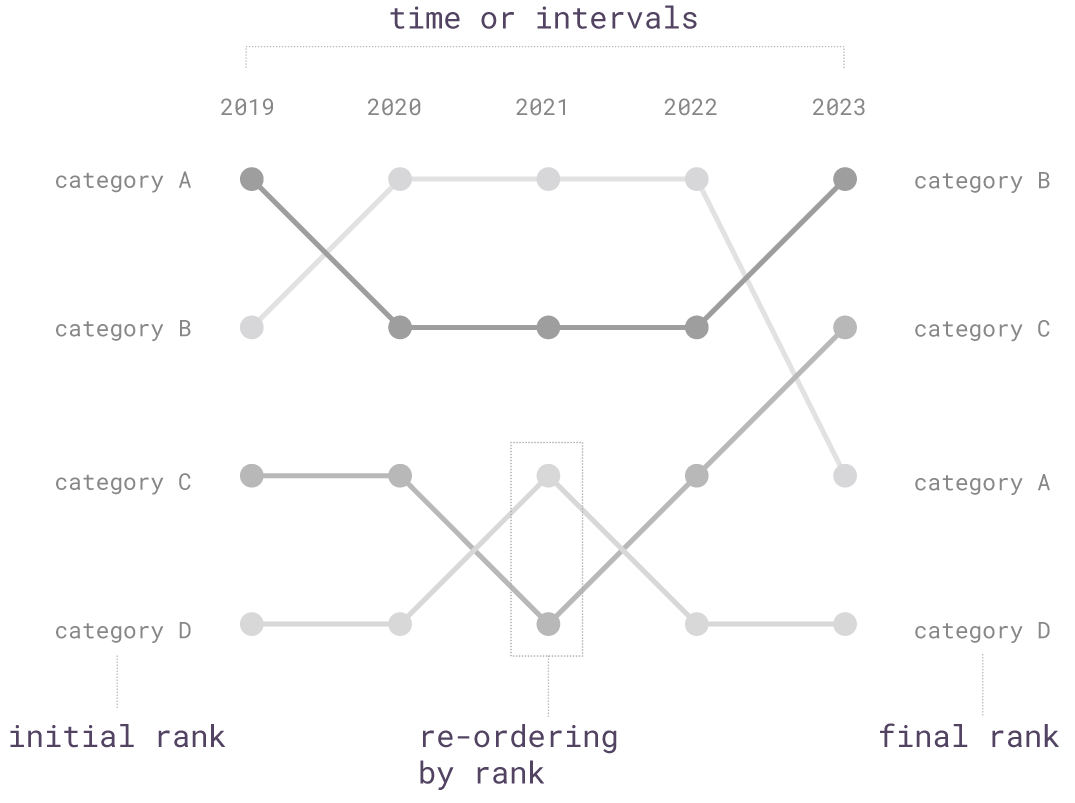 time or intervals
2019 2020 2021 2022 2023
category A category B
category B category C
category C category A
category D category D
initial rank re-ordering by rank final rank